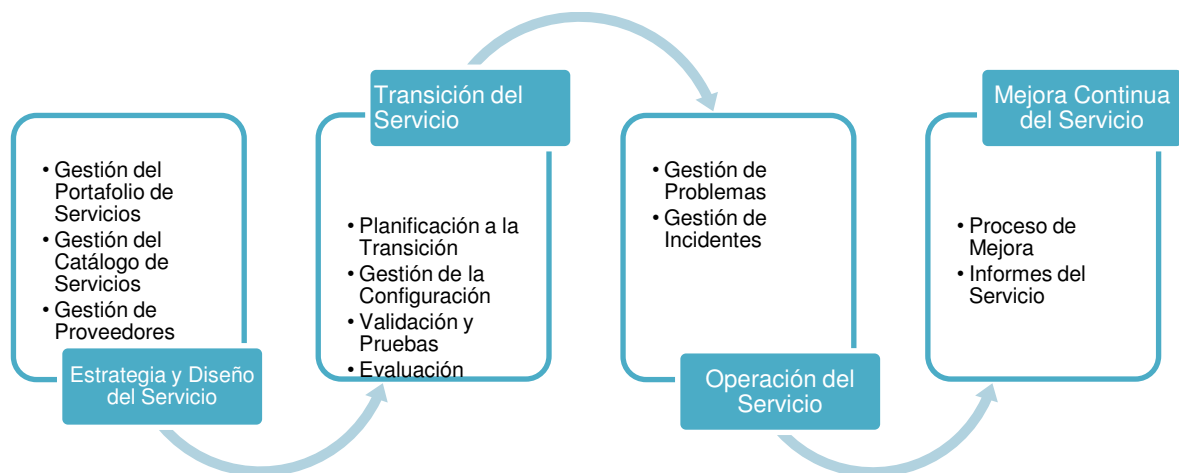 • Gestión del
Portafolio de
Servicios
• Gestión del
Catálogo de
Servicios
• Gestión de
Proveedores
Estrategia y Diseño
del Servicio
Transición del
Servicio
• Planificación a la
Transición
• Gestión de la
Configuración
• Validación y
Pruebas
• Evaluación
• Gestión de
Problemas
• Gestión de
Incidentes
Operación del
Servicio
Mejora Continua
del Servicio
• Proceso de
Mejora
• Informes del
Servicio